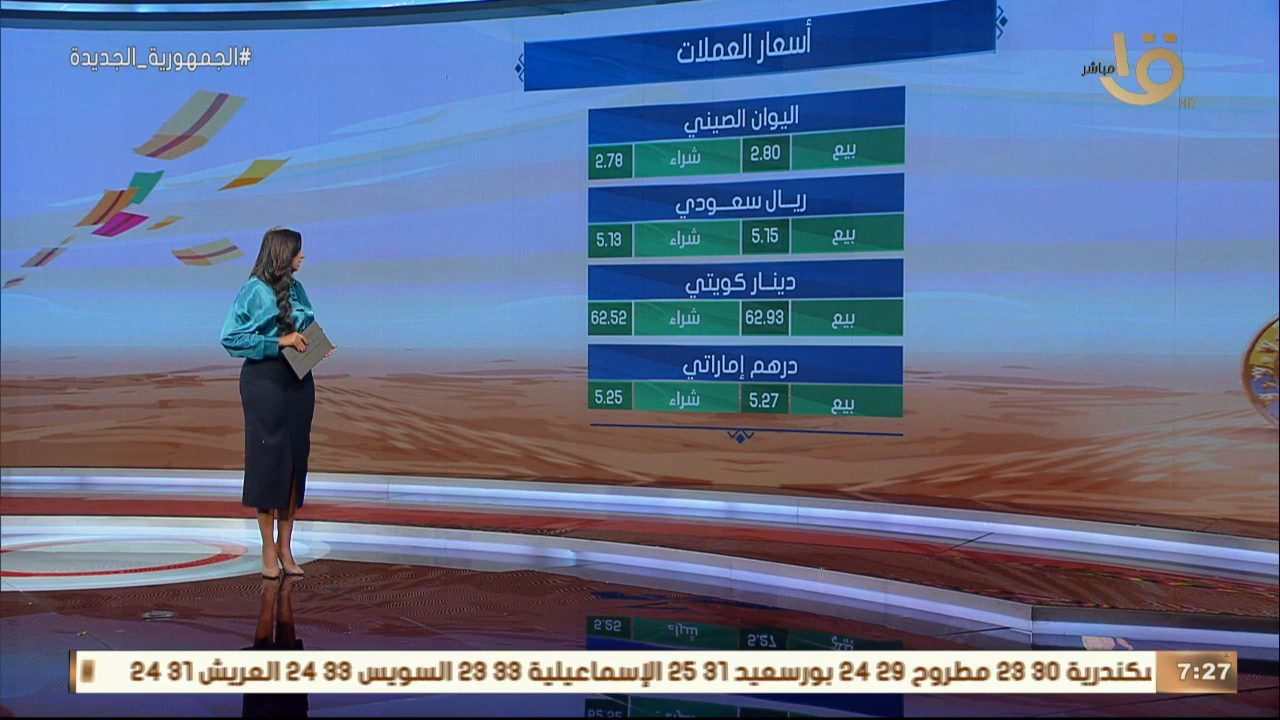 #الجمهورية_الجديدة
أسعار العملات
مباشر
HD
اليوان الصيني
بيع 2.80 شراء 2.78
ريال سعودي
بيع 5.15 شراء 5.13
دينار كويتي
بيع 62.93 شراء 62.52
درهم إماراتي
بيع 5.27 شراء 5.25
سكندرية 30 23 مطروح 29 24 بورسعيد 31 25 الإسماعيلية 33 23 السويس 33 24 العريش 31 24
7:27